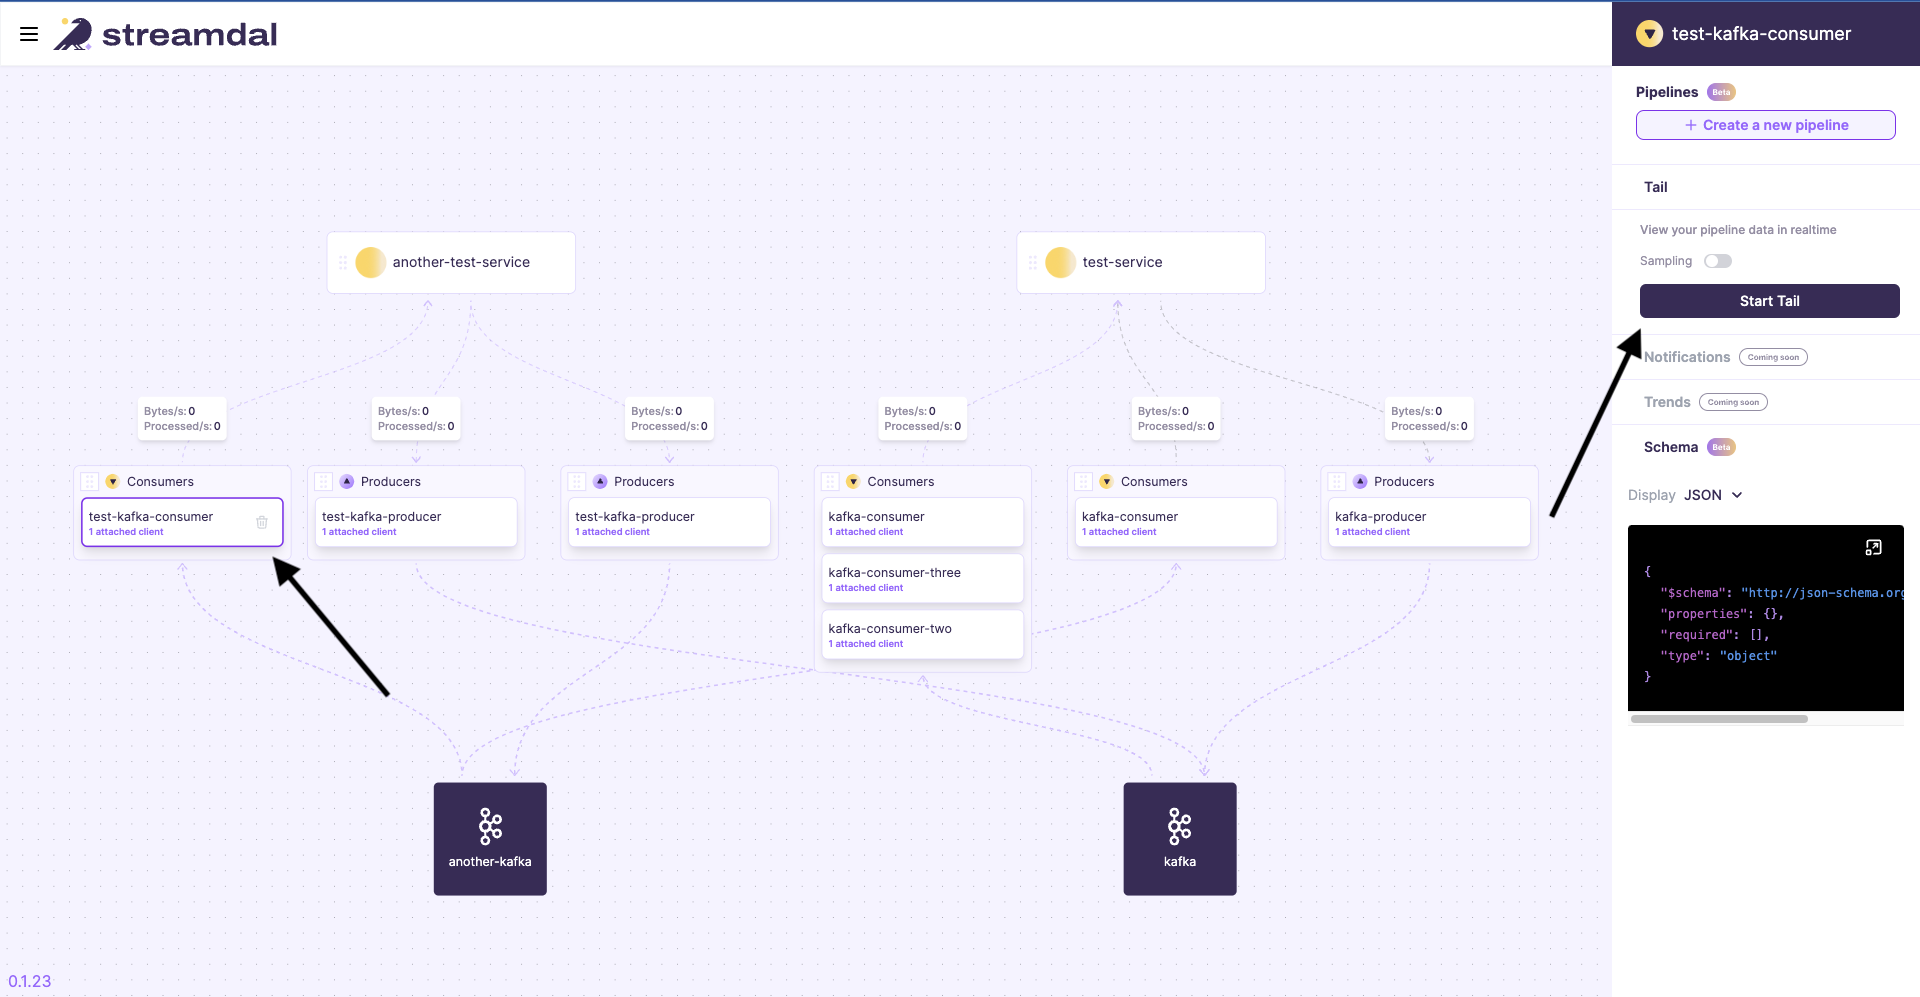 streamdal
test-kafka-consumer
Pipelines Beta
+ Create a new pipeline
Tail
View your pipeline data in realtime
Sampling
Start Tail
Notifications Coming soon
Trends Coming soon
Schema Beta
Display JSON
{
"$schema": "http://json-schema.org
"properties": {},
"required": [],
"type": "object"
}
another-test-service
test-service
Bytes/s: 0
Processed/s: 0
Bytes/s: 0
Processed/s: 0
Bytes/s: 0
Processed/s: 0
Bytes/s: 0
Processed/s: 0
Bytes/s: 0
Processed/s: 0
Bytes/s: 0
Processed/s: 0
Consumers
test-kafka-consumer
1 attached client
Producers
test-kafka-producer
1 attached client
Producers
test-kafka-producer
1 attached client
Consumers
kafka-consumer
1 attached client
kafka-consumer-three
1 attached client
kafka-consumer-two
1 attached client
Consumers
kafka-consumer
1 attached client
Producers
kafka-producer
1 attached client
another-kafka
kafka
0.1.23